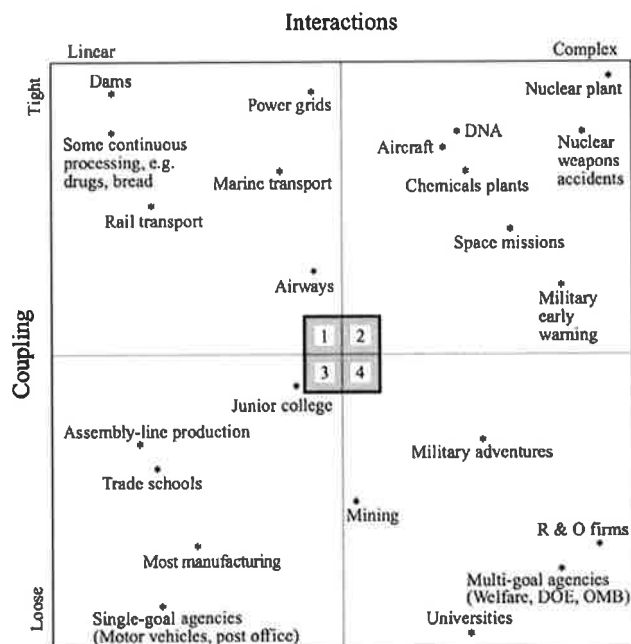 Interactions
Linear
Complex
Tight
Coupling
Loose
Dams
Power grids
Some continuous
processing, e.g.
drugs, bread
Marine transport
Rail transport
Airways
Nuclear plant
DNA
Aircraft
Nuclear
weapons
accidents
Chemicals plants
Space missions
Military
early
warning
1 2
3 4
Junior college
Assembly-line production
Trade schools
Most manufacturing
Single-goal agencies
(Motor vehicles, post office)
Military adventures
Mining
R & O firms
Multi-goal agencies
(Welfare, DOE, OMB)
Universities